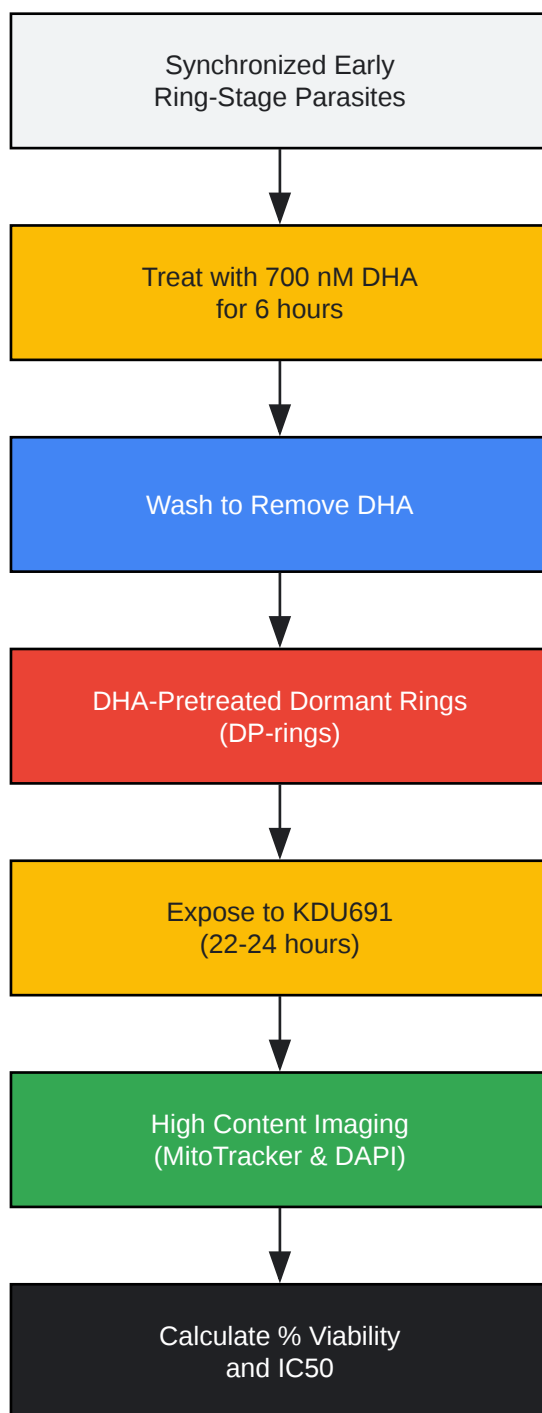 Synchronized Early
Ring-Stage Parasites
Treat with 700 nM DHA
for 6 hours
Wash to Remove DHA
DHA-Pretreated Dormant Rings
(DP-rings)
Expose to KDU691
(22-24 hours)
High Content Imaging
(MitoTracker & DAPI)
Calculate % Viability
and IC50